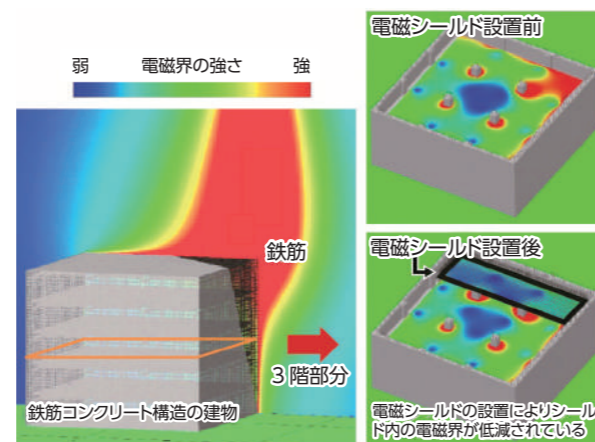 弱 電磁界の強さ 強
鉄筋
3階部分
鉄筋コンクリート構造の建物
電磁シールド設置前
電磁シールド設置後
電磁シールドの設置によりシール
ド内の電磁界が低減されている